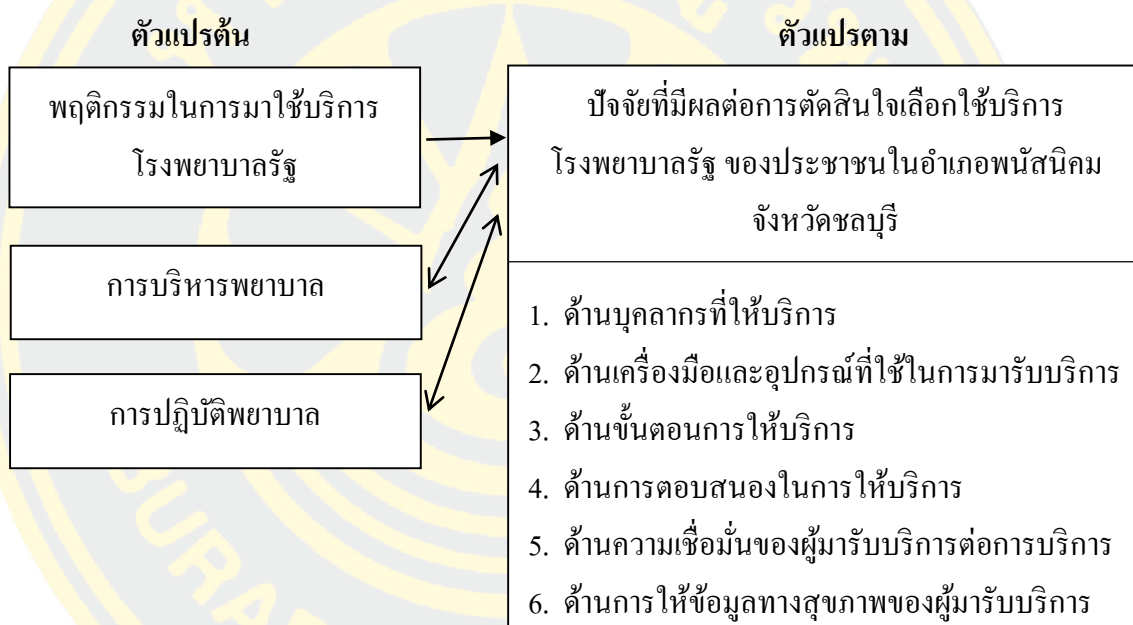 ตัวแปรต้น
พฤติกรรมในการมาใช้บริการ
โรงพยาบาลรัฐ
การบริหารพยาบาล
การปฏิบัติพยาบาล
ตัวแปรตาม
ปัจจัยที่มีผลต่อการตัดสินใจเลือกใช้บริการ
โรงพยาบาลรัฐ ของประชาชนในอำเภอพนัสนิคม
จังหวัดชลบุรี
1. ด้านบุคลากรที่ให้บริการ
2. ด้านเครื่องมือและอุปกรณ์ที่ใช้ในการมารับบริการ
3. ด้านขั้นตอนการให้บริการ
4. ด้านการตอบสนองในการให้บริการ
5. ด้านความเชื่อมั่นของผู้มารับบริการต่อการบริการ
6. ด้านการให้ข้อมูลทางสุขภาพของผู้มารับบริการ